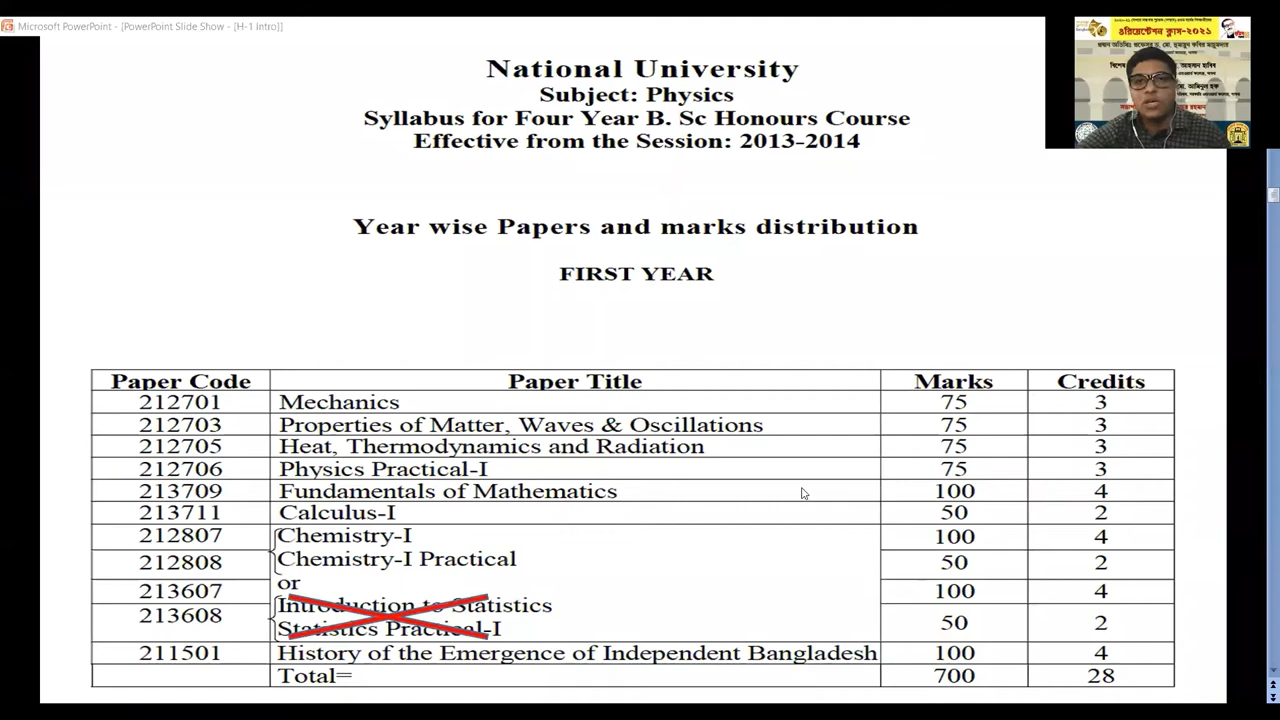 Microsoft PowerPoint - [PowerPoint Slide Show - [H-1 Intro]]
ওরিয়েন্টেশন ক্লাস-২০২১
National University
Subject: Physics
Syllabus for Four Year B. Sc Honours Course
Effective from the Session: 2013-2014
Year wise Papers and marks distribution
FIRST YEAR
Paper Code Paper Title Marks Credits
212701 Mechanics 75 3
212703 Properties of Matter, Waves & Oscillations 75 3
212705 Heat, Thermodynamics and Radiation 75 3
212706 Physics Practical-I 75 3
213709 Fundamentals of Mathematics 100 4
213711 Calculus-I 50 2
212807 Chemistry-I 100 4
212808 Chemistry-I Practical 50 2
or
213607 Introduction to Statistics 100 4
213608 Statistics Practical-I 50 2
211501 History of the Emergence of Independent Bangladesh 100 4
Total= 700 28